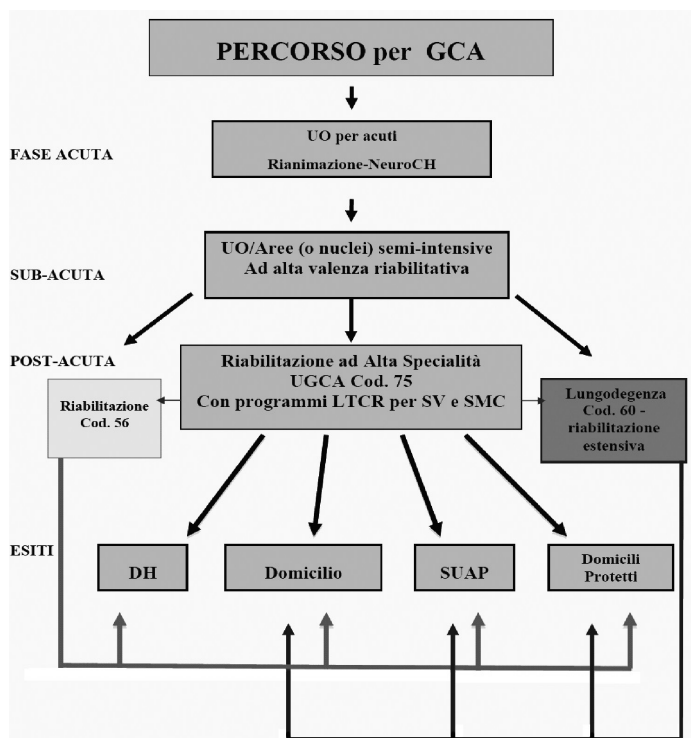 PERCORSO per GCA
FASE ACUTA
UO per acuti
Rianimazione-NeuroCH
SUB-ACUTA
UO/Aree (o nuclei) semi-intensive
Ad alta valenza riabilitativa
POST-ACUTA
Riabilitazione
Cod. 56
Riabilitazione ad Alta Specialità
UGCA Cod. 75
Con programmi LTCR per SV e SMC
Lungodegenza
Cod. 60 -
riabilitazione
estensiva
ESITI
DH
Domicilio
SUAP
Domicili
Protetti